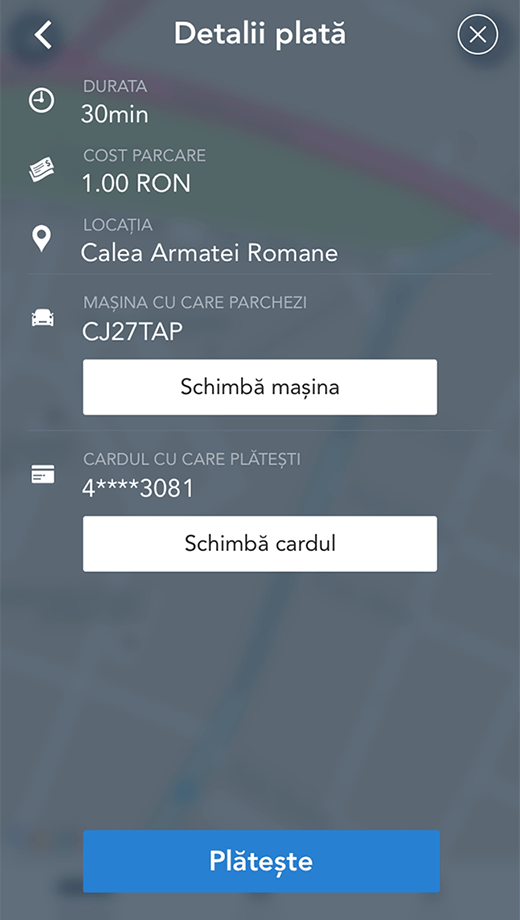 Detalii plată
DURATA
30min
COST PARCARE
1.00 RON
LOCAȚIA
Calea Armatei Romane
MAȘINA CU CARE PARCHEZI
CJ27TAP
Schimbă mașina
CARDUL CU CARE PLĂTEȘTI
4****3081
Schimbă cardul
Plătește